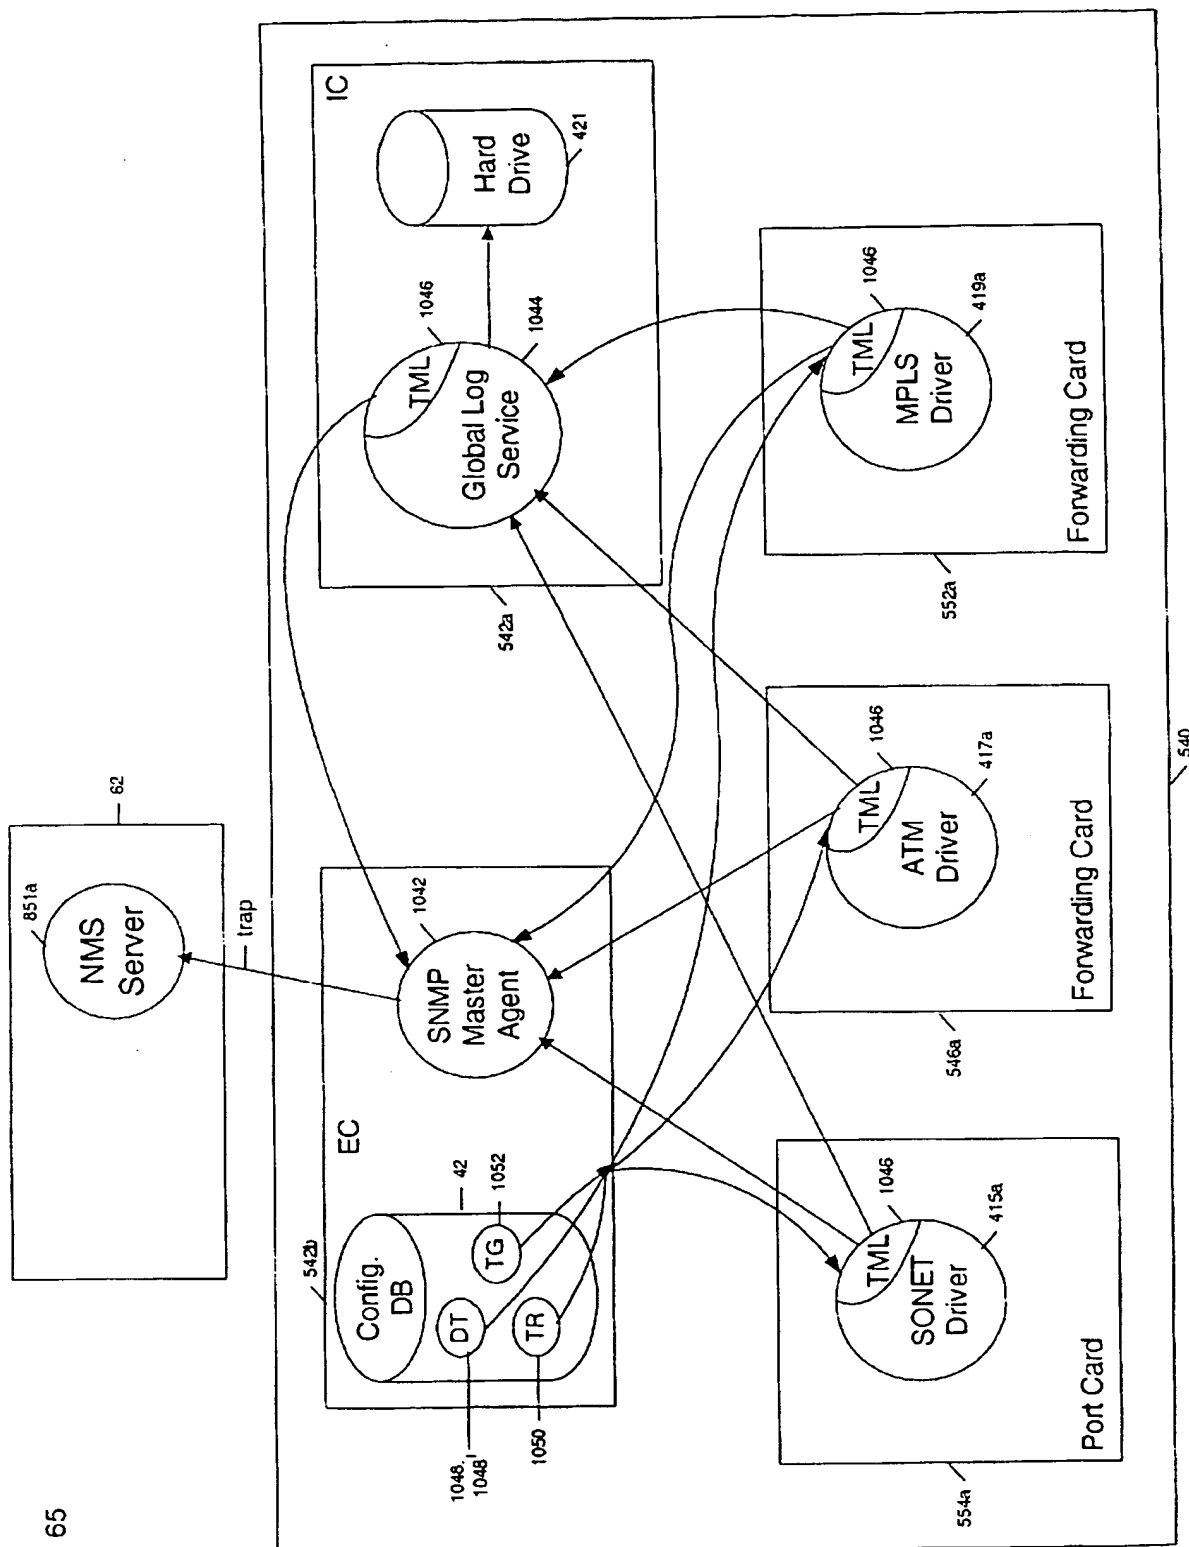 65
62
851a
NMS
Server
trap
542b
Config.
DB
42
DT
TG
1052
TR
1048,
1048'
1050
EC
SNMP
Master
Agent
1042
IC
TML
1046
Global Log
Service
1044
Hard
Drive
421
542a
TML
1046
SONET
Driver
415a
Port Card
554a
TML
1046
ATM
Driver
417a
Forwarding Card
546a
TML
1046
MPLS
Driver
419a
Forwarding Card
552a
540